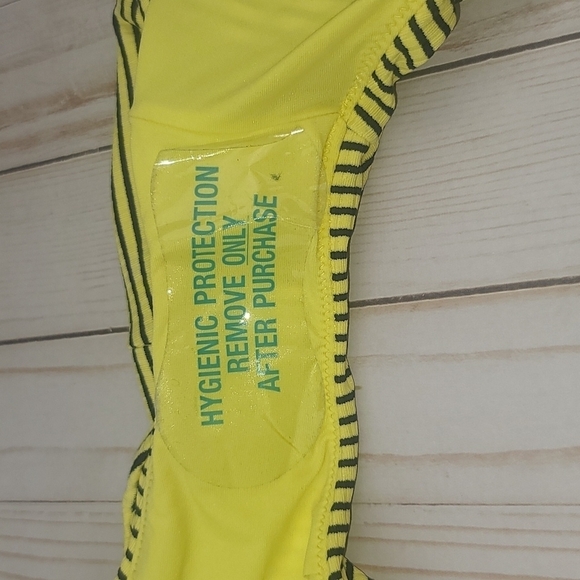 HYGIENIC PROTECTION
REMOVE ONLY
AFTER PURCHASE